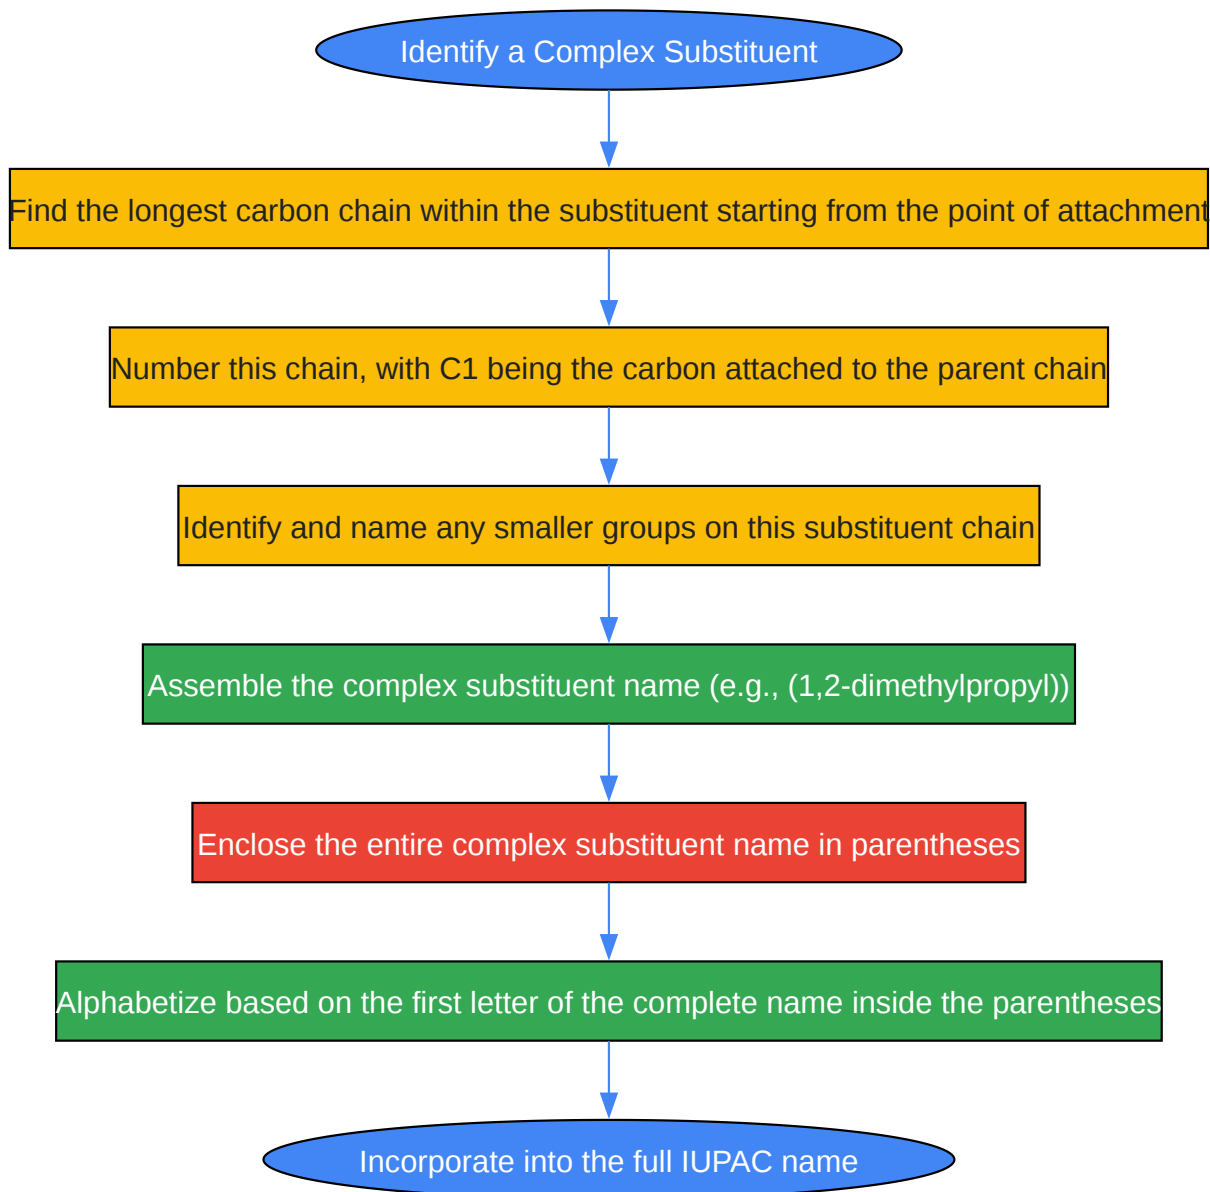 Identify a Complex Substituent
Find the longest carbon chain within the substituent starting from the point of attachment
Number this chain, with C1 being the carbon attached to the parent chain
Identify and name any smaller groups on this substituent chain
Assemble the complex substituent name (e.g., (1,2-dimethylpropyl))
Enclose the entire complex substituent name in parentheses
Alphabetize based on the first letter of the complete name inside the parentheses
Incorporate into the full IUPAC name